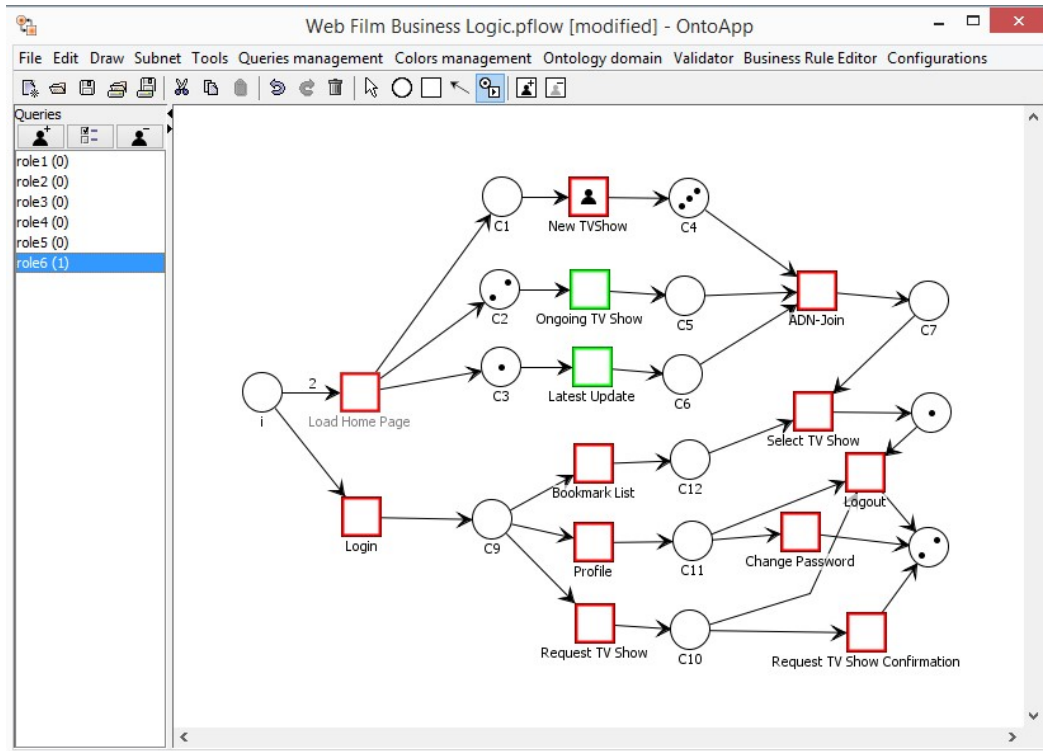 Web Film Business Logic.pflow [modified] - OntoApp
File Edit Draw Subnet Tools Queries management Colors management Ontology domain Validator Business Rule Editor Configurations
Queries
role1 (0)
role2 (0)
role3 (0)
role4 (0)
role5 (0)
role6 (1)
C1
New TVShow
C4
C2
Ongoing TV Show
C5
ADN-Join
C7
C3
Latest Update
C6
2
i
Load Home Page
Select TV Show
Bookmark List
C12
Logout
Login
C9
Profile
C11
Change Password
Request TV Show
C10
Request TV Show Confirmation